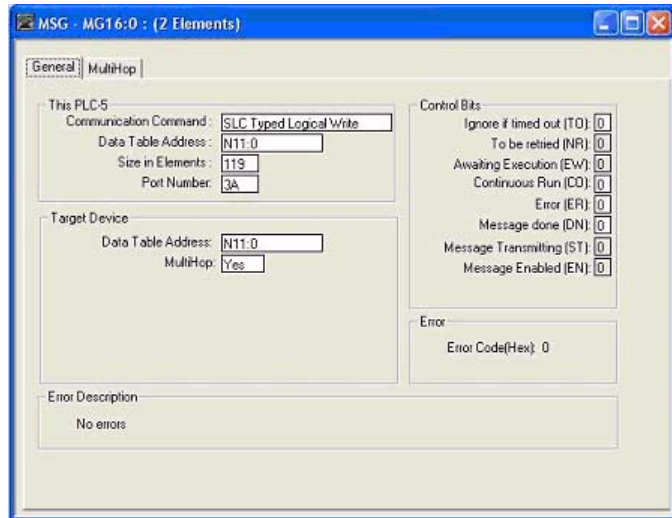 MSG - MG16:0 : (2 Elements)
General MultiHop
This PLC-5
Communication Command : SLC Typed Logical Write
Data Table Address: N11:0
Size in Elements : 119
Port Number: 3A
Target Device
Data Table Address: N11:0
MultiHop: Yes
Control Bits
Ignore if timed out (TO): 0
To be retried (NR): 0
Awaiting Execution (EW): 0
Continuous Run (CO): 0
Error (ER): 0
Message done (DN): 0
Message Transmitting (ST): 0
Message Enabled (EN): 0
Error
Error Code(Hex): 0
Error Description
No errors